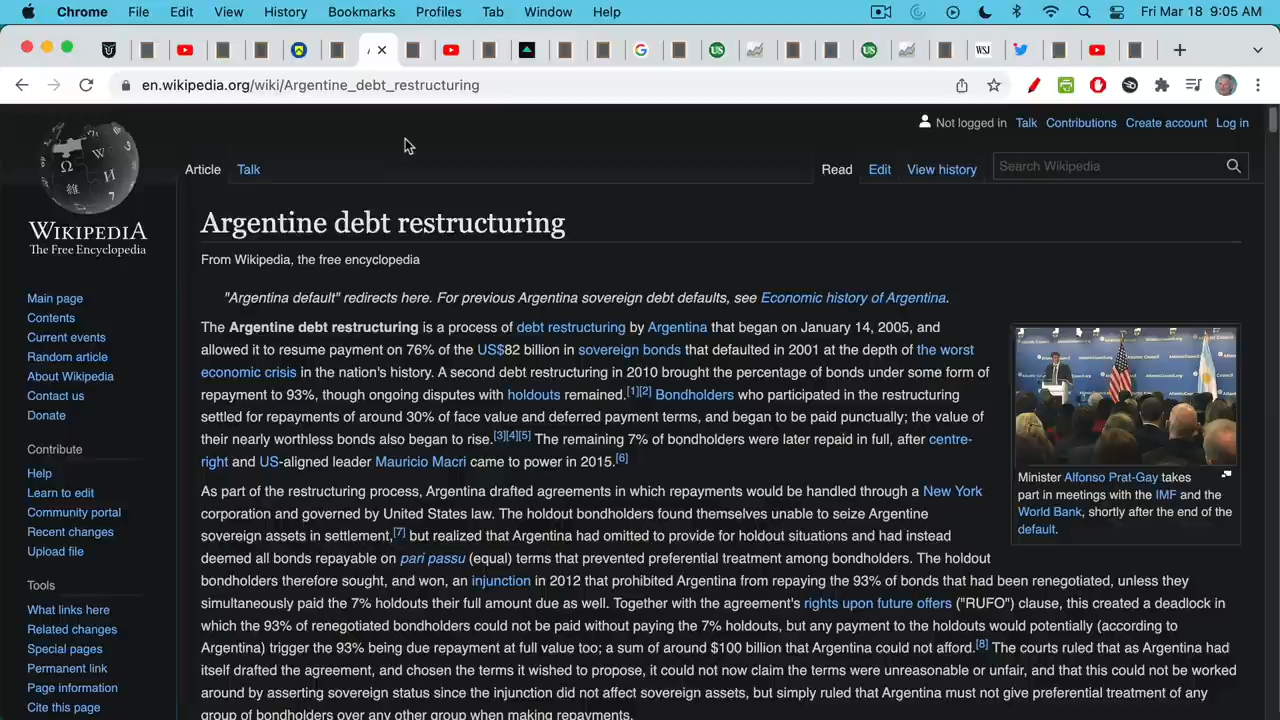 Chrome File Edit View History Bookmarks Profiles Tab Window Help Fri Mar 18 9:05 AM
en.wikipedia.org/wiki/Argentine_debt_restructuring
Not logged in Talk Contributions Create account Log in
Article Talk Read Edit View history Search Wikipedia
WIKIPEDIA
The Free Encyclopedia
Main page
Contents
Current events
Random article
About Wikipedia
Contact us
Donate
Contribute
Help
Learn to edit
Community portal
Recent changes
Upload file
Tools
What links here
Related changes
Special pages
Permanent link
Page information
Cite this page
Argentine debt restructuring
From Wikipedia, the free encyclopedia
"Argentina default" redirects here. For previous Argentina sovereign debt defaults, see Economic history of Argentina.
The Argentine debt restructuring is a process of debt restructuring by Argentina that began on January 14, 2005, and
allowed it to resume payment on 76% of the US$82 billion in sovereign bonds that defaulted in 2001 at the depth of the worst
economic crisis in the nation's history. A second debt restructuring in 2010 brought the percentage of bonds under some form of
repayment to 93%, though ongoing disputes with holdouts remained.[1][2] Bondholders who participated in the restructuring
settled for repayments of around 30% of face value and deferred payment terms, and began to be paid punctually; the value of
their nearly worthless bonds also began to rise.[3][4][5] The remaining 7% of bondholders were later repaid in full, after centre-
right and US-aligned leader Mauricio Macri came to power in 2015.[6]
As part of the restructuring process, Argentina drafted agreements in which repayments would be handled through a New York
corporation and governed by United States law. The holdout bondholders found themselves unable to seize Argentine
sovereign assets in settlement,[7] but realized that Argentina had omitted to provide for holdout situations and had instead
deemed all bonds repayable on pari passu (equal) terms that prevented preferential treatment among bondholders. The holdout
bondholders therefore sought, and won, an injunction in 2012 that prohibited Argentina from repaying the 93% of bonds that had been renegotiated, unless they
simultaneously paid the 7% holdouts their full amount due as well. Together with the agreement's rights upon future offers ("RUFO") clause, this created a deadlock in
which the 93% of renegotiated bondholders could not be paid without paying the 7% holdouts, but any payment to the holdouts would potentially (according to
Argentina) trigger the 93% being due repayment at full value too; a sum of around $100 billion that Argentina could not afford.[8] The courts ruled that as Argentina had
itself drafted the agreement, and chosen the terms it wished to propose, it could not now claim the terms were unreasonable or unfair, and that this could not be worked
around by asserting sovereign status since the injunction did not affect sovereign assets, but simply ruled that Argentina must not give preferential treatment of any
group of bondholders over any other group when making repayments.
Minister Alfonso Prat-Gay takes
part in meetings with the IMF and the
World Bank, shortly after the end of the
default.